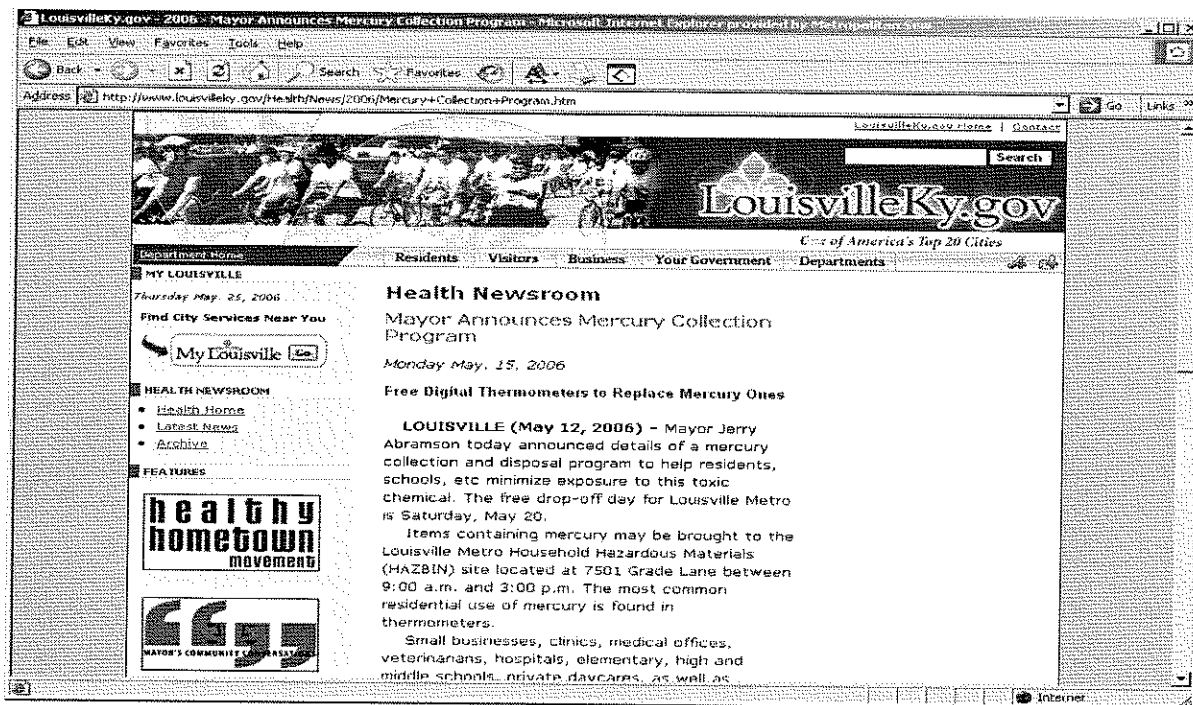 LouisvilleKy.gov - 2006 - Mayor Announces Mercury Collection Program - Microsoft Internet Explorer provided by
File Edit View Favorites Tools Help
Back Search Favorites
Address http://www.louisvilleky.gov/Health/News/2006/Mercury+Collection+Program.htm Go Links »
LouisvilleKy.gov Home | Contact
Search
LouisvilleKy.gov
of America's Top 20 Cities
Department Home Residents Visitors Business Your Government Departments
MY LOUISVILLE
Thursday May. 25, 2006
Find City Services Near You
My Louisville Go
HEALTH NEWSROOM
• Health Home
• Latest News
• Archive
FEATURES
healthy
hometown
movement
MAYOR'S COMMUNITY CONVERSATION
Health Newsroom
Mayor Announces Mercury Collection
Program
Monday May. 15, 2006
Free Digital Thermometers to Replace Mercury Ones
LOUISVILLE (May 12, 2006) – Mayor Jerry
Abramson today announced details of a mercury
collection and disposal program to help residents,
schools, etc minimize exposure to this toxic
chemical. The free drop-off day for Louisville Metro
is Saturday, May 20.
Items containing mercury may be brought to the
Louisville Metro Household Hazardous Materials
(HAZBIN) site located at 7501 Grade Lane between
9:00 a.m. and 3:00 p.m. The most common
residential use of mercury is found in
thermometers.
Small businesses, clinics, medical offices,
veterinarians, hospitals, elementary, high and
middle schools, private daycares, as well as
Internet